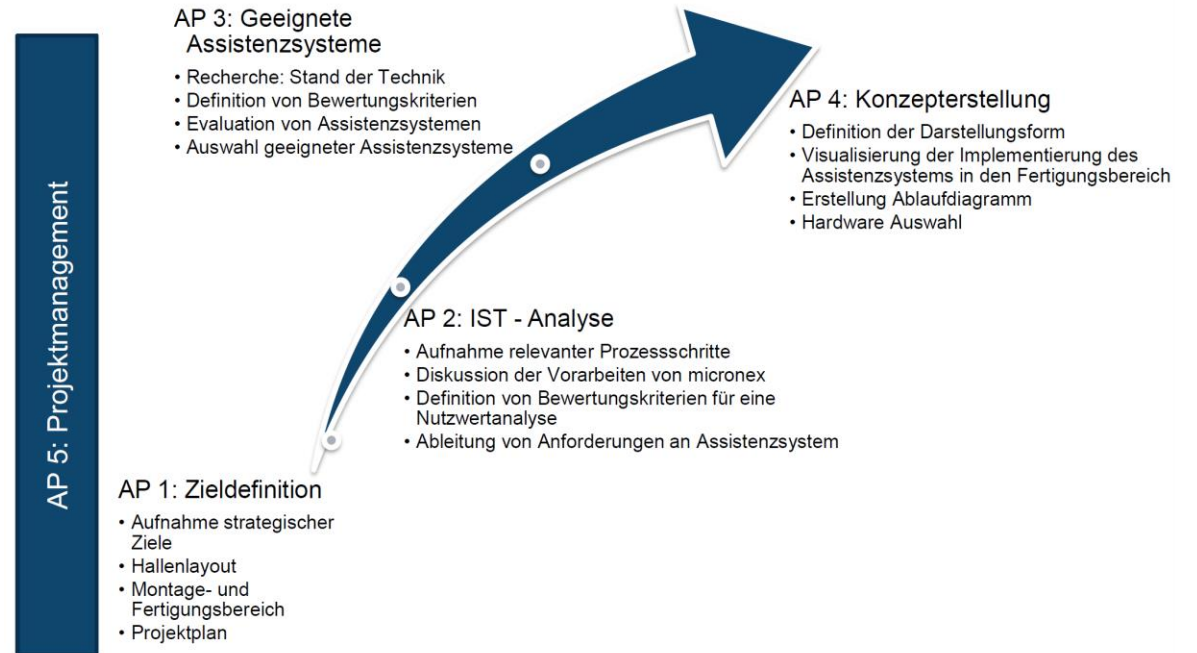 AP 5: Projektmanagement
AP 3: Geeignete
Assistenzsysteme
• Recherche: Stand der Technik
• Definition von Bewertungskriterien
• Evaluation von Assistenzsystemen
• Auswahl geeigneter Assistenzsysteme
AP 4: Konzepterstellung
• Definition der Darstellungsform
• Visualisierung der Implementierung des
Assistenzsystems in den Fertigungsbereich
• Erstellung Ablaufdiagramm
• Hardware Auswahl
AP 2: IST - Analyse
• Aufnahme relevanter Prozessschritte
• Diskussion der Vorarbeiten von micronex
• Definition von Bewertungskriterien für eine
Nutzwertanalyse
• Ableitung von Anforderungen an Assistenzsystem
AP 1: Zieldefinition
• Aufnahme strategischer
Ziele
• Hallenlayout
• Montage- und
Fertigungsbereich
• Projektplan